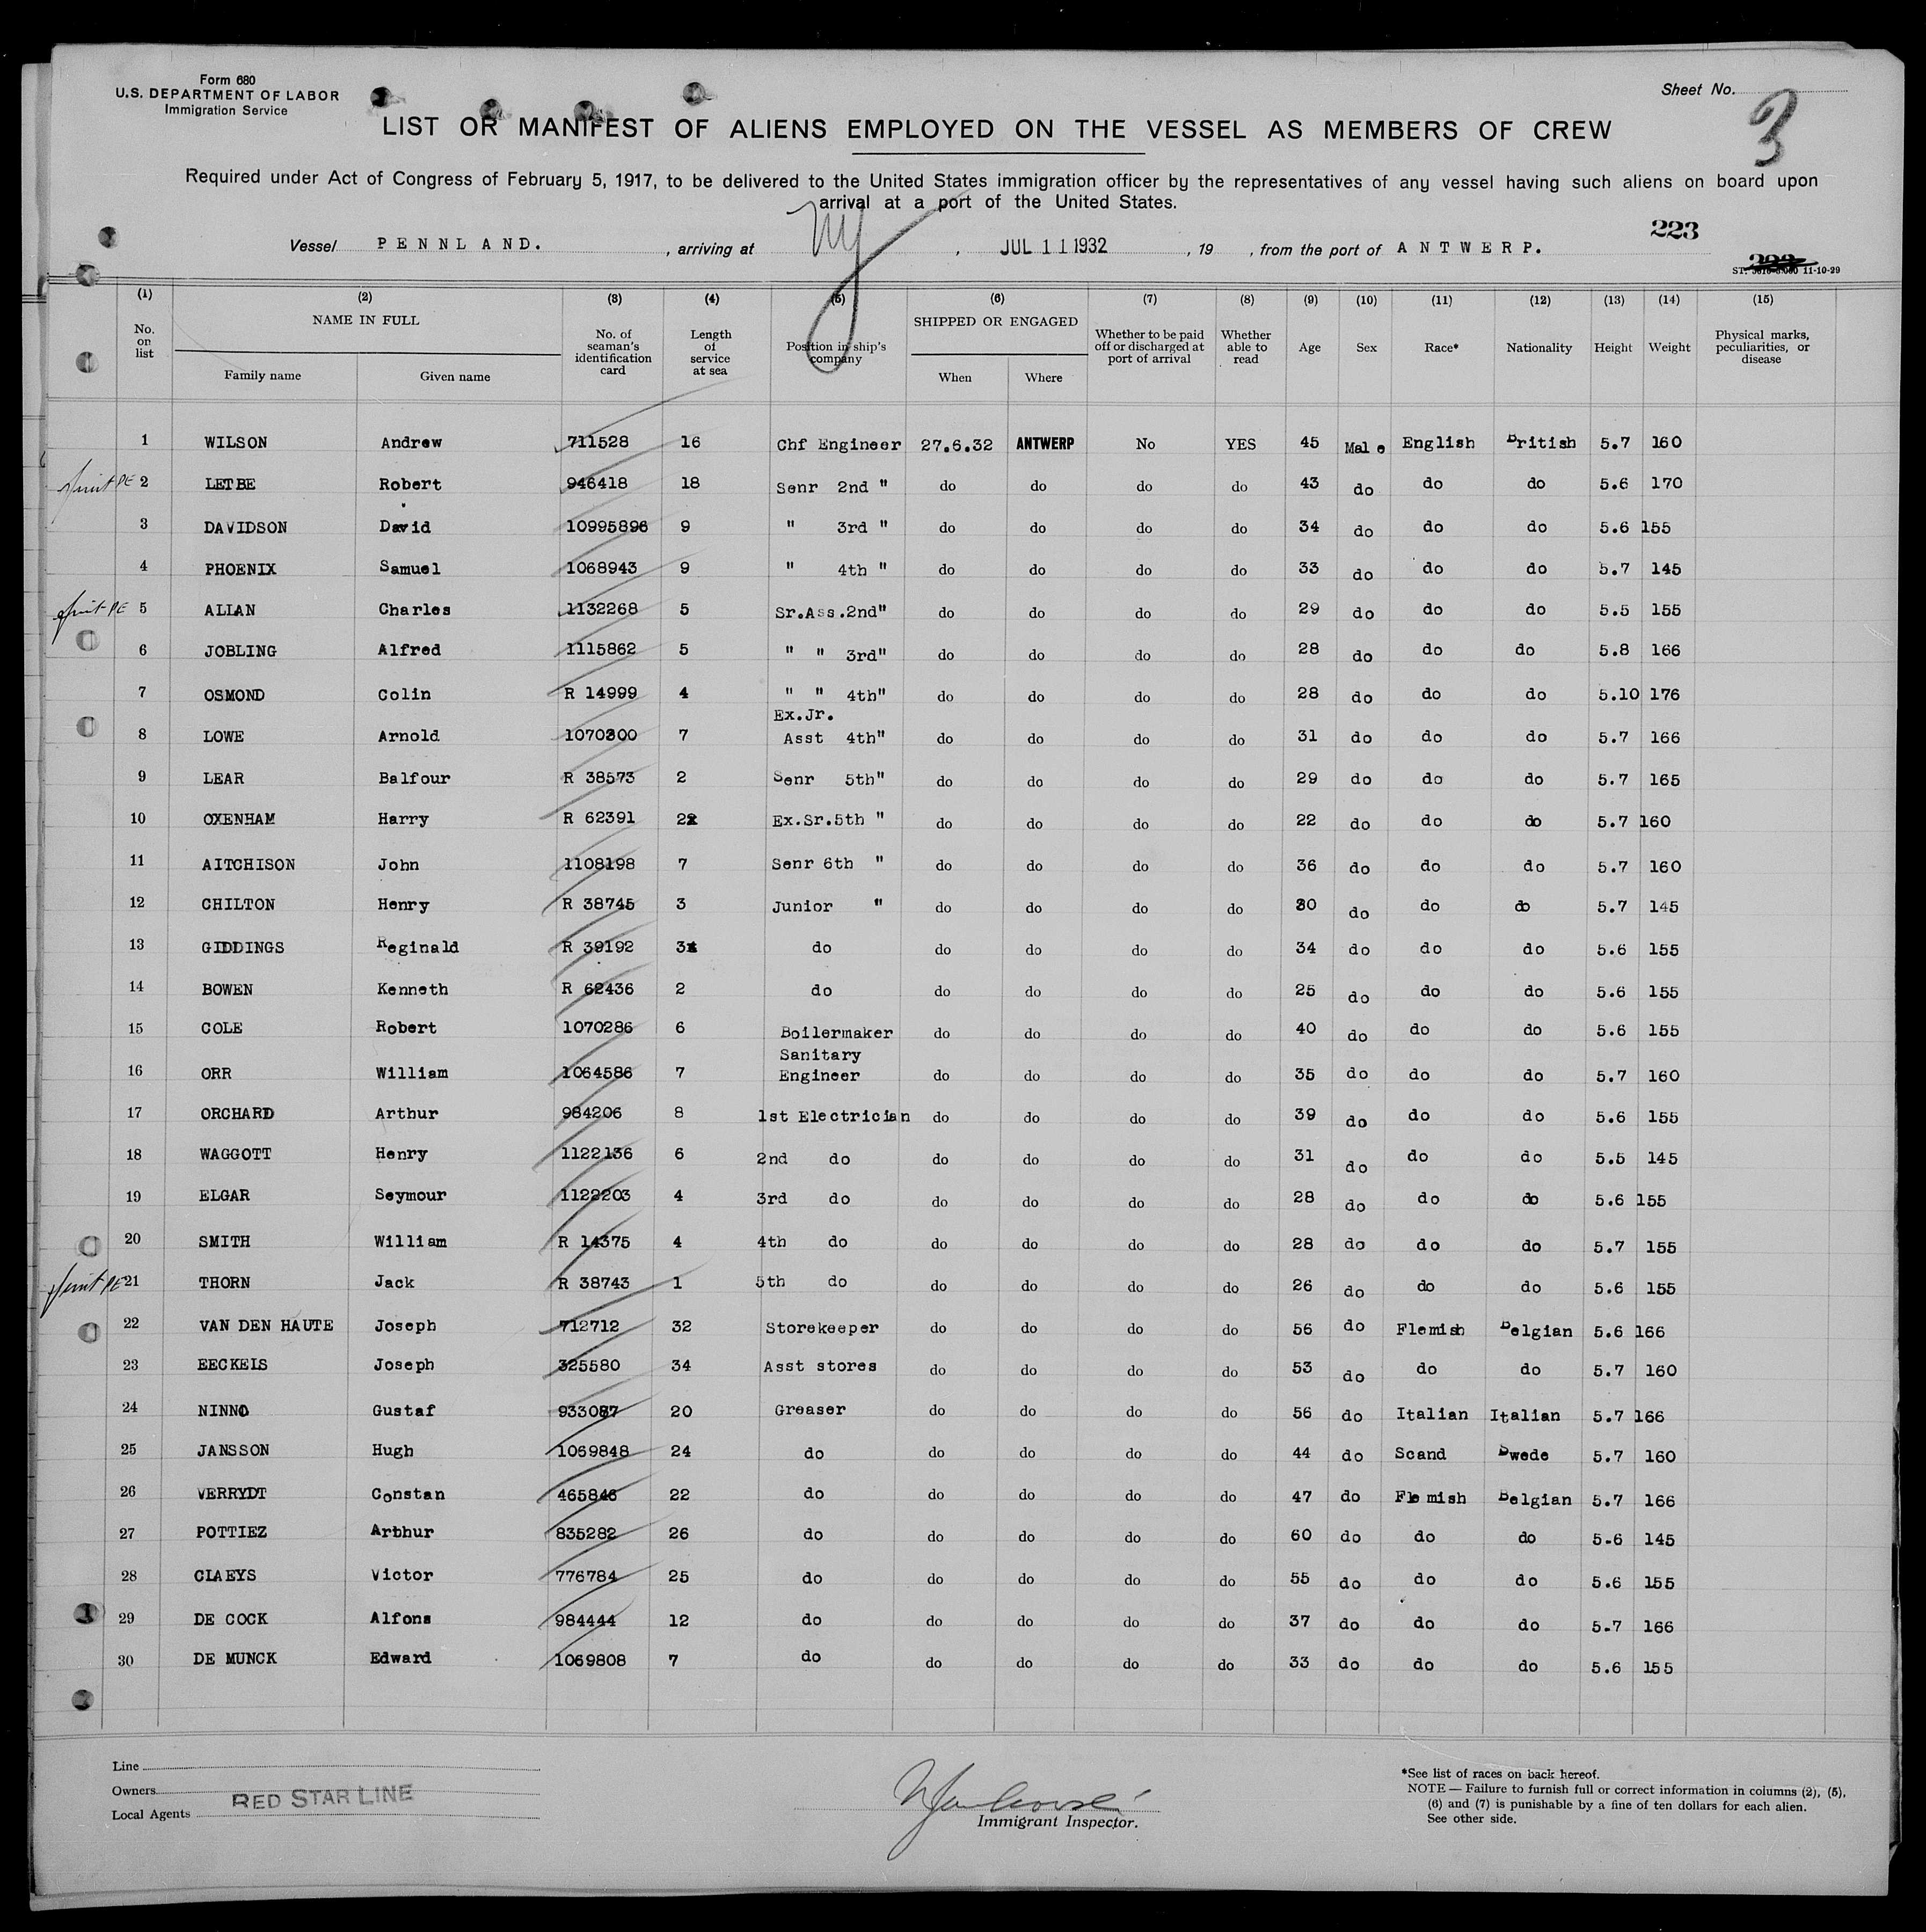 Form 680
U.S. DEPARTMENT OF LABOR
Immigration Service
Sheet No. 3
LIST OR MANIFEST OF ALIENS EMPLOYED ON THE VESSEL AS MEMBERS OF CREW
Required under Act of Congress of February 5, 1917, to be delivered to the United States immigration officer by the representatives of any vessel having such aliens on board upon
arrival at a port of the United States.
223
Vessel PENNLAND. , arriving at NY , JUL 11 1932 , 19 , from the port of ANTWERP.
11-10-29
(1) (2) (3) (4) (5) (6) (7) (8) (9) (10) (11) (12) (13) (14) (15)
No. on list NAME IN FULL Family name Given name No. of seaman's identification card Length of service at sea Position in ship's company SHIPPED OR ENGAGED When Where Whether to be paid off or discharged at port of arrival Whether able to read Age Sex Race* Nationality Height Weight Physical marks, peculiarities, or disease
1 WILSON Andrew 711528 16 Chf Engineer 27.6.32 ANTWERP No YES 45 Male English British 5.7 160
2 LETBE Robert 946418 18 Senr 2nd " do do do do 43 do do do 5.6 170
3 DAVIDSON David 10995896 9 " 3rd " do do do do 34 do do do 5.6 155
4 PHOENIX Samuel 1068943 9 " 4th " do do do do 33 do do do 5.7 145
5 ALLAN Charles 1132268 5 Sr.Ass.2nd" do do do do 29 do do do 5.5 155
6 JOBLING Alfred 1115862 5 " " 3rd" do do do do 28 do do do 5.8 166
7 OSMOND Colin R 14999 4 " " 4th" do do do do 28 do do do 5.10 176
8 LOWE Arnold 1070300 7 Ex.Jr. Asst 4th" do do do do 31 do do do 5.7 166
9 LEAR Balfour R 38573 2 Senr 5th" do do do do 29 do do do 5.7 165
10 OXENHAM Harry R 62391 2 Ex.Sr.5th " do do do do 22 do do do 5.7 160
11 AITCHISON John 1108198 7 Senr 6th " do do do do 36 do do do 5.7 160
12 CHILTON Henry R 38745 3 Junior " do do do do 30 do do do 5.7 145
13 GIDDINGS Reginald R 39192 3 do do do do do 34 do do do 5.6 155
14 BOWEN Kenneth R 62436 2 do do do do do 25 do do do 5.6 155
15 COLE Robert 1070286 6 Boilermaker do do do do 40 do do do 5.6 155
16 ORR William 1064586 7 Sanitary Engineer do do do do 35 do do do 5.7 160
17 ORCHARD Arthur 984206 8 1st Electrician do do do do 39 do do do 5.6 155
18 WAGGOTT Henry 1122136 6 2nd do do do do do 31 do do do 5.5 145
19 ELGAR Seymour 1122203 4 3rd do do do do do 28 do do do 5.6 155
20 SMITH William R 14375 4 4th do do do do do 28 do do do 5.7 155
21 THORN Jack R 38743 1 5th do do do do do 26 do do do 5.6 155
22 VAN DEN HAUTE Joseph 712712 32 Storekeeper do do do do 56 do Flemish Belgian 5.6 166
23 EECKELS Joseph 325580 34 Asst stores do do do do 53 do do do 5.7 160
24 NINNO Gustaf 933087 20 Greaser do do do do 56 do Italian Italian 5.7 166
25 JANSSON Hugh 1069848 24 do do do do do 44 do Scand Swede 5.7 160
26 VERRYDT Constan 465846 22 do do do do do 47 do Flemish Belgian 5.7 166
27 POTTIEZ Arthur 835282 26 do do do do do 60 do do do 5.6 145
28 CLAEYS Victor 776784 25 do do do do do 55 do do do 5.6 155
29 DE COCK Alfons 984444 12 do do do do do 37 do do do 5.7 166
30 DE MUNCK Edward 1069808 7 do do do do do 33 do do do 5.6 155
Line
Owners RED STAR LINE
Local Agents
Immigrant Inspector.
*See list of races on back hereof.
NOTE — Failure to furnish full or correct information in columns (2), (5),
(6) and (7) is punishable by a fine of ten dollars for each alien.
See other side.